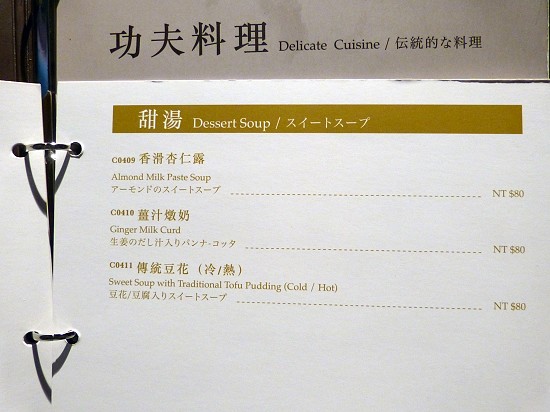 功夫料理 Delicate Cuisine / 伝統的な料理
甜湯 Dessert Soup / スイートスープ
C0409 香滑杏仁露
Almond Milk Paste Soup
アーモンドのスイートスープ NT $80
C0410 薑汁燉奶
Ginger Milk Curd
生姜のだし汁入りパンナ·コッタ NT $80
C0411 傳統豆花（冷/熱）
Sweet Soup with Traditional Tofu Pudding (Cold / Hot)
豆花/豆腐入りスイートスープ NT $80